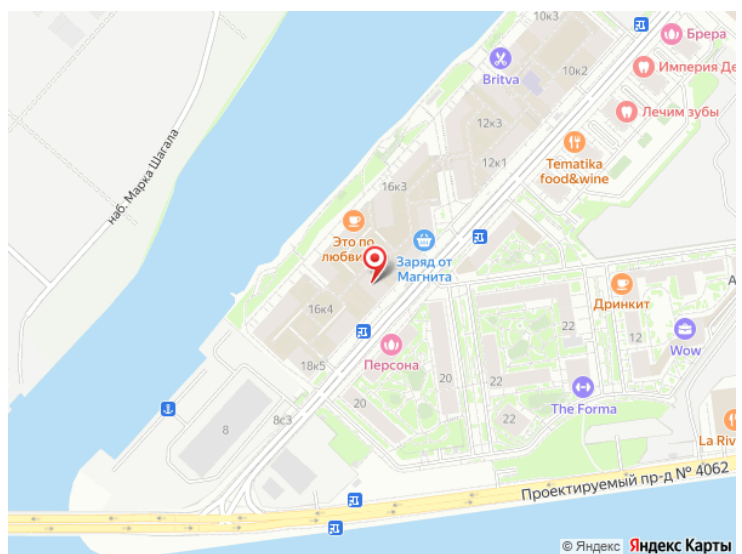 10к3
Брера
Britva
10к2
Империя Де
Лечим зубы
12к3
12к1
Tematika
food&wine
наб. Марка Шагала
16к3
Это по
любви
Заряд от
Магнита
Дринкит
А
16к4
22
12
Wow
Персона
18к5
20
20
22
22
The Forma
8с3
8
La Riv
Проектируемый пр-д № 4062
© Яндекс Яндекс Карты